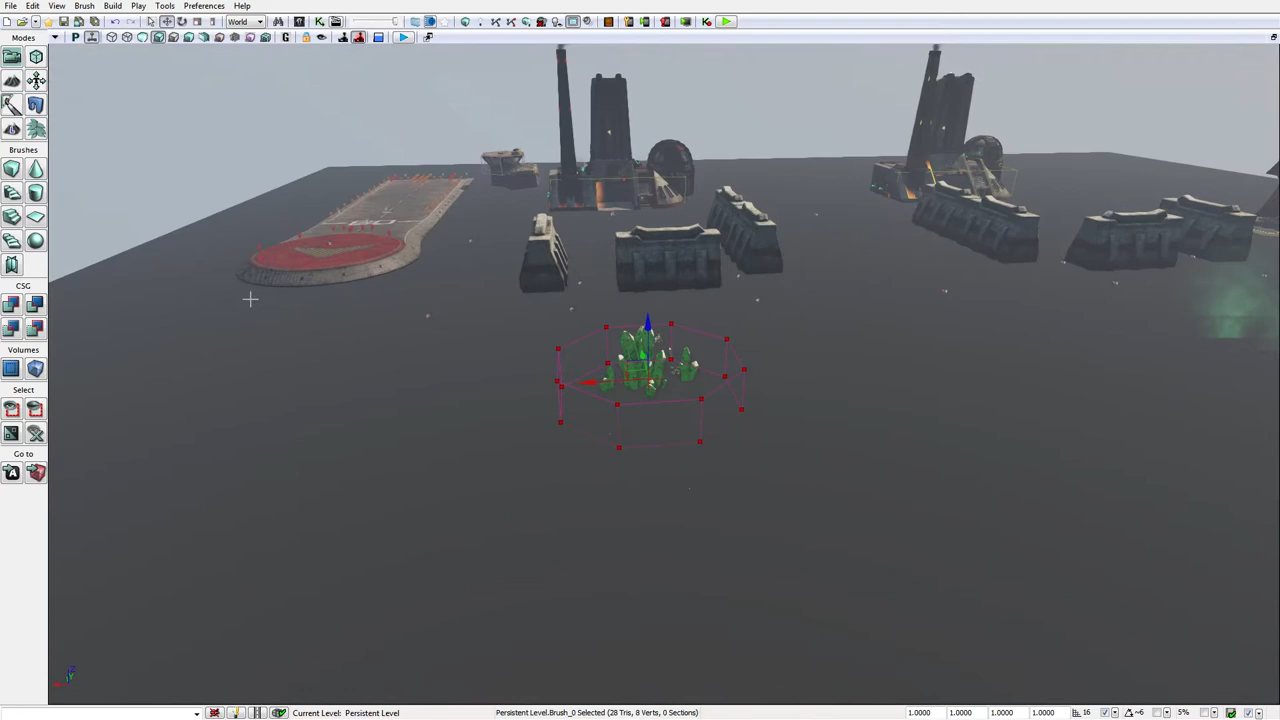 File Edit View Brush Build Play Tools Preferences Help
World
P G
Modes
Brushes
CSG
Volumes
Select
Go to
Current Level: Persistent Level
Persistent Level.Brush_0 Selected (28 Tris, 8 Verts, 0 Sections)
1.0000 1.0000 1.0000 1.0000 16 ~6 5%